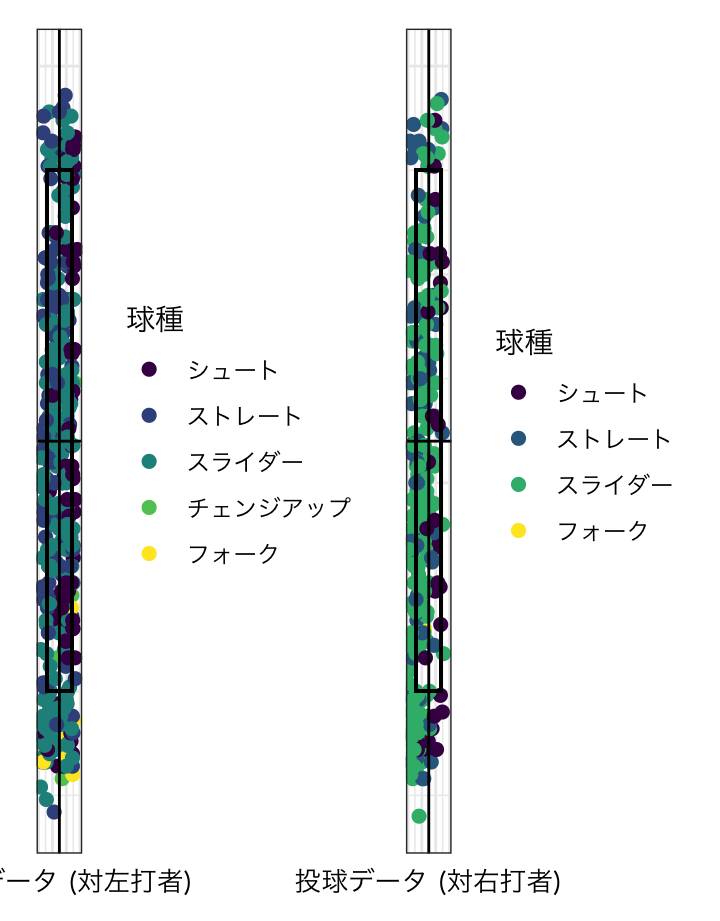 球種
シュート
ストレート
スライダー
チェンジアップ
フォーク
球種
シュート
ストレート
スライダー
フォーク
データ (対左打者)
投球データ (対右打者)